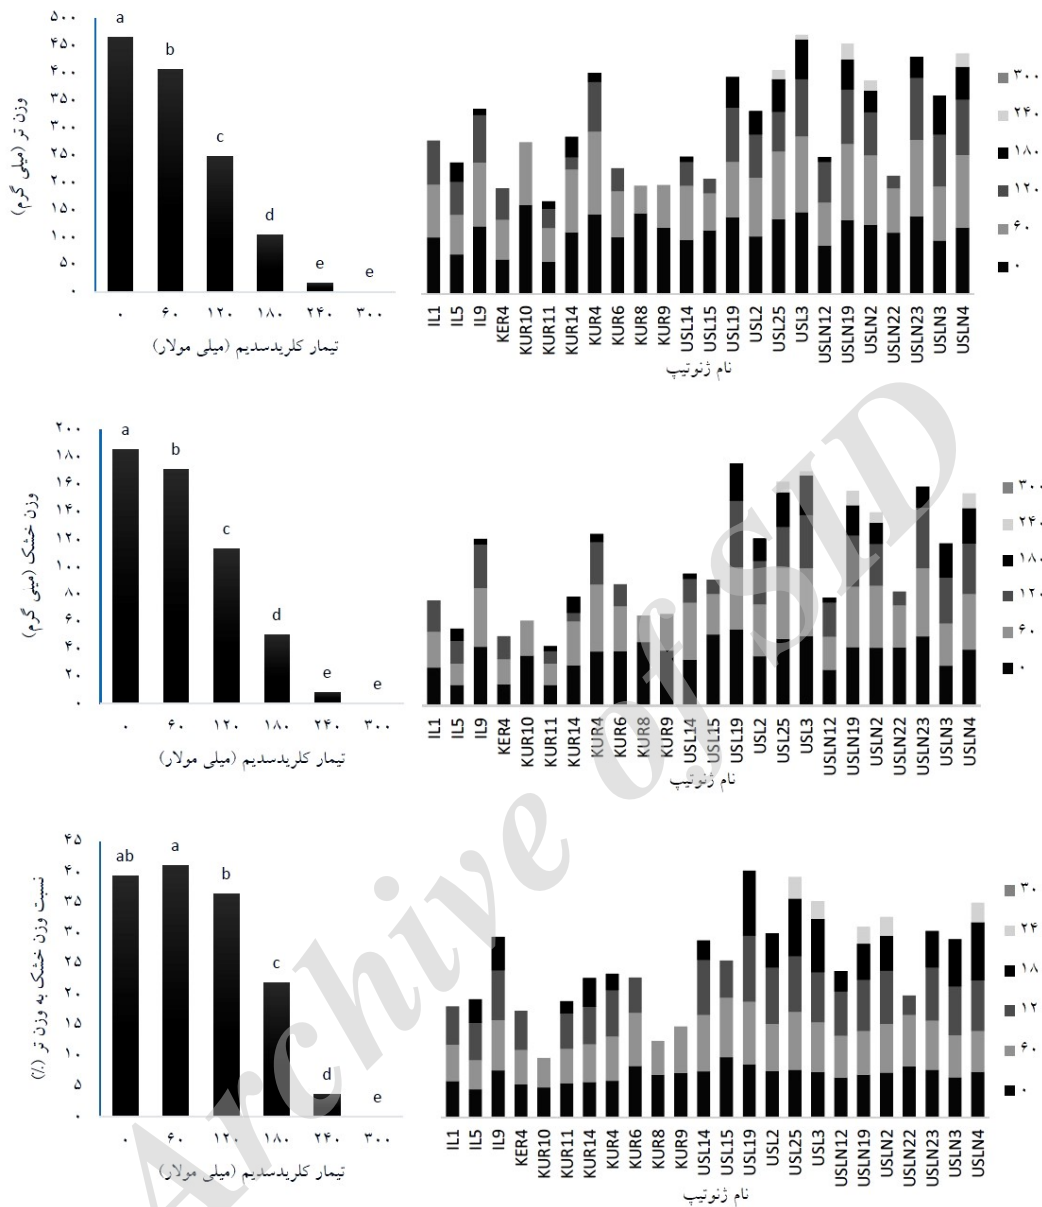 ۵۰۰
۴۵۰
۴۰۰
۳۵۰
۳۰۰
۲۵۰
۲۰۰
۱۵۰
۱۰۰
۵۰
۰
وزن تر (میلی گرم)
a
b
c
d
e
e
۰ ۶۰ ۱۲۰ ۱۸۰ ۲۴۰ ۳۰۰
تیمار کلریدسدیم (میلی مولار)
۳۰۰
۲۴۰
۱۸۰
۱۲۰
۶۰
۰
IL1
IL5
IL9
KER4
KUR10
KUR11
KUR14
KUR4
KUR6
KUR8
KUR9
USL14
USL15
USL19
USL2
USL25
USL3
USLN12
USLN19
USLN2
USLN22
USLN23
USLN3
USLN4
نام ژنوتیپ
۲۰۰
۱۸۰
۱۶۰
۱۴۰
۱۲۰
۱۰۰
۸۰
۶۰
۴۰
۲۰
۰
وزن خشک (میلی گرم)
a
b
c
d
e
e
۰ ۶۰ ۱۲۰ ۱۸۰ ۲۴۰ ۳۰۰
تیمار کلریدسدیم (میلی مولار)
۳۰۰
۲۴۰
۱۸۰
۱۲۰
۶۰
۰
IL1
IL5
IL9
KER4
KUR10
KUR11
KUR14
KUR4
KUR6
KUR8
KUR9
USL14
USL15
USL19
USL2
USL25
USL3
USLN12
USLN19
USLN2
USLN22
USLN23
USLN3
USLN4
نام ژنوتیپ
۴۵
۴۰
۳۵
۳۰
۲۵
۲۰
۱۵
۱۰
۵
۰
نسبت وزن خشک به وزن تر (٪)
ab
a
b
c
d
e
۰ ۶۰ ۱۲۰ ۱۸۰ ۲۴۰ ۳۰۰
تیمار کلریدسدیم (میلی مولار)
۳۰
۲۴
۱۸
۱۲
۶۰
۰
IL1
IL5
IL9
KER4
KUR10
KUR11
KUR14
KUR4
KUR6
KUR8
KUR9
USL14
USL15
USL19
USL2
USL25
USL3
USLN12
USLN19
USLN2
USLN22
USLN23
USLN3
USLN4
نام ژنوتیپ
Archive of SID